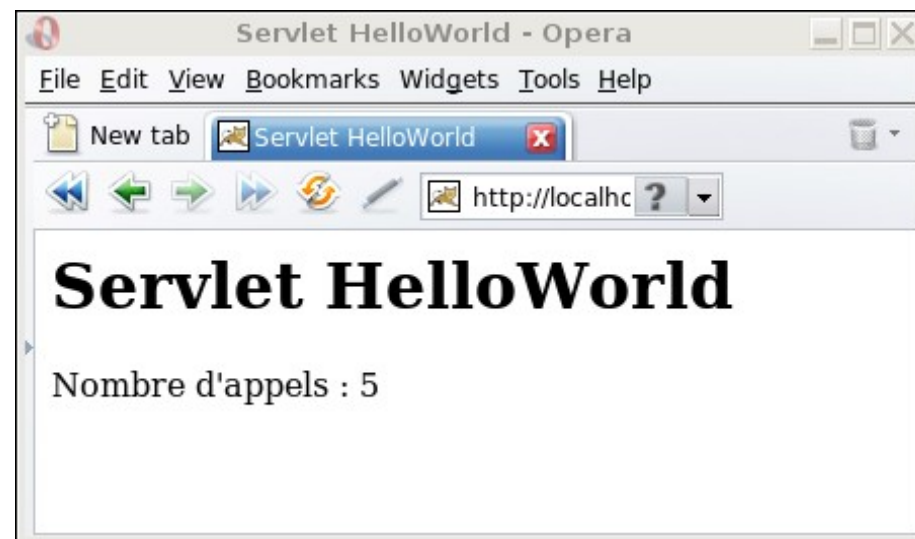 Servlet HelloWorld - Opera
File Edit View Bookmarks Widgets Tools Help
New tab Servlet HelloWorld
http://localhc ?
Servlet HelloWorld
Nombre d'appels : 5